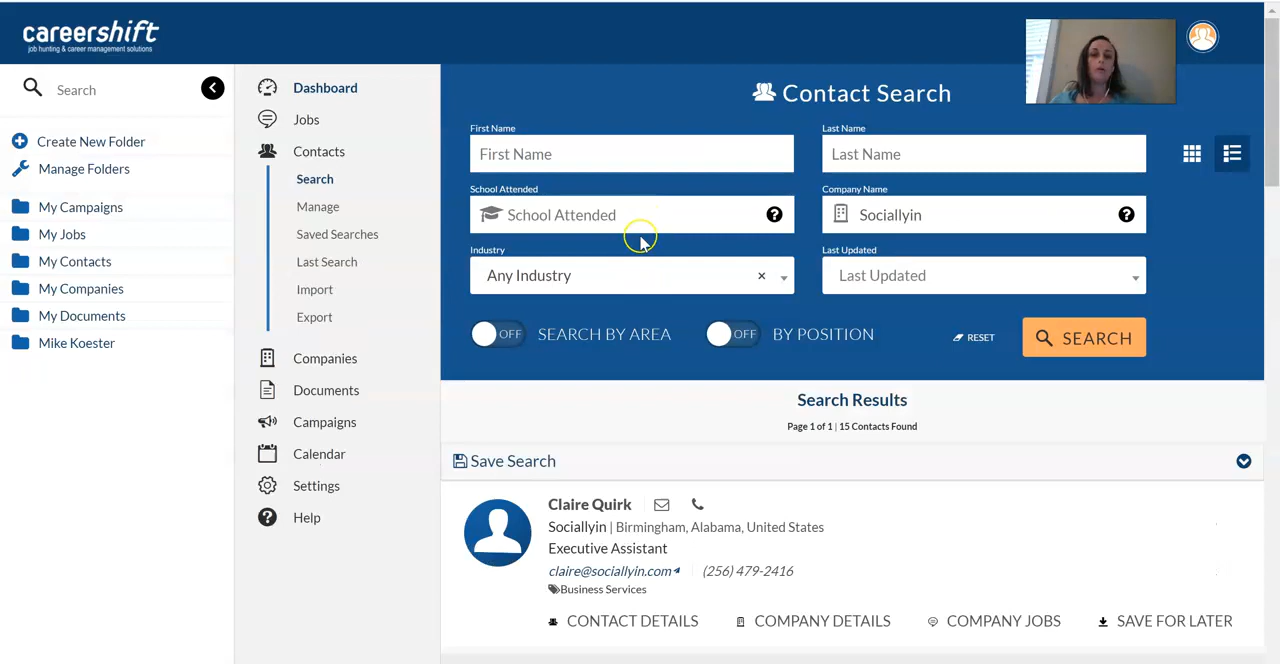 careershift
job hunting & career management solutions
Search
Create New Folder
Manage Folders
My Campaigns
My Jobs
My Contacts
My Companies
My Documents
Mike Koester
Dashboard
Jobs
Contacts
Search
Manage
Saved Searches
Last Search
Import
Export
Companies
Documents
Campaigns
Calendar
Settings
Help
Contact Search
First Name
First Name
Last Name
Last Name
School Attended
School Attended
Company Name
Sociallyin
Industry
Any Industry
Last Updated
Last Updated
OFF SEARCH BY AREA
OFF BY POSITION
RESET
SEARCH
Search Results
Page 1 of 1 | 15 Contacts Found
Save Search
Claire Quirk
Sociallyin | Birmingham, Alabama, United States
Executive Assistant
claire@sociallyin.com (256) 479-2416
Business Services
CONTACT DETAILS COMPANY DETAILS COMPANY JOBS SAVE FOR LATER